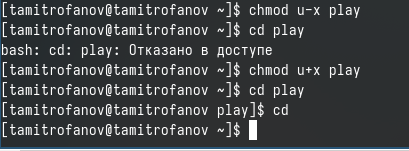 [tamitrofanov@tamitrofanov ~]$ chmod u-x play
[tamitrofanov@tamitrofanov ~]$ cd play
bash: cd: play: Отказано в доступе
[tamitrofanov@tamitrofanov ~]$ chmod u+x play
[tamitrofanov@tamitrofanov ~]$ cd play
[tamitrofanov@tamitrofanov play]$ cd
[tamitrofanov@tamitrofanov ~]$